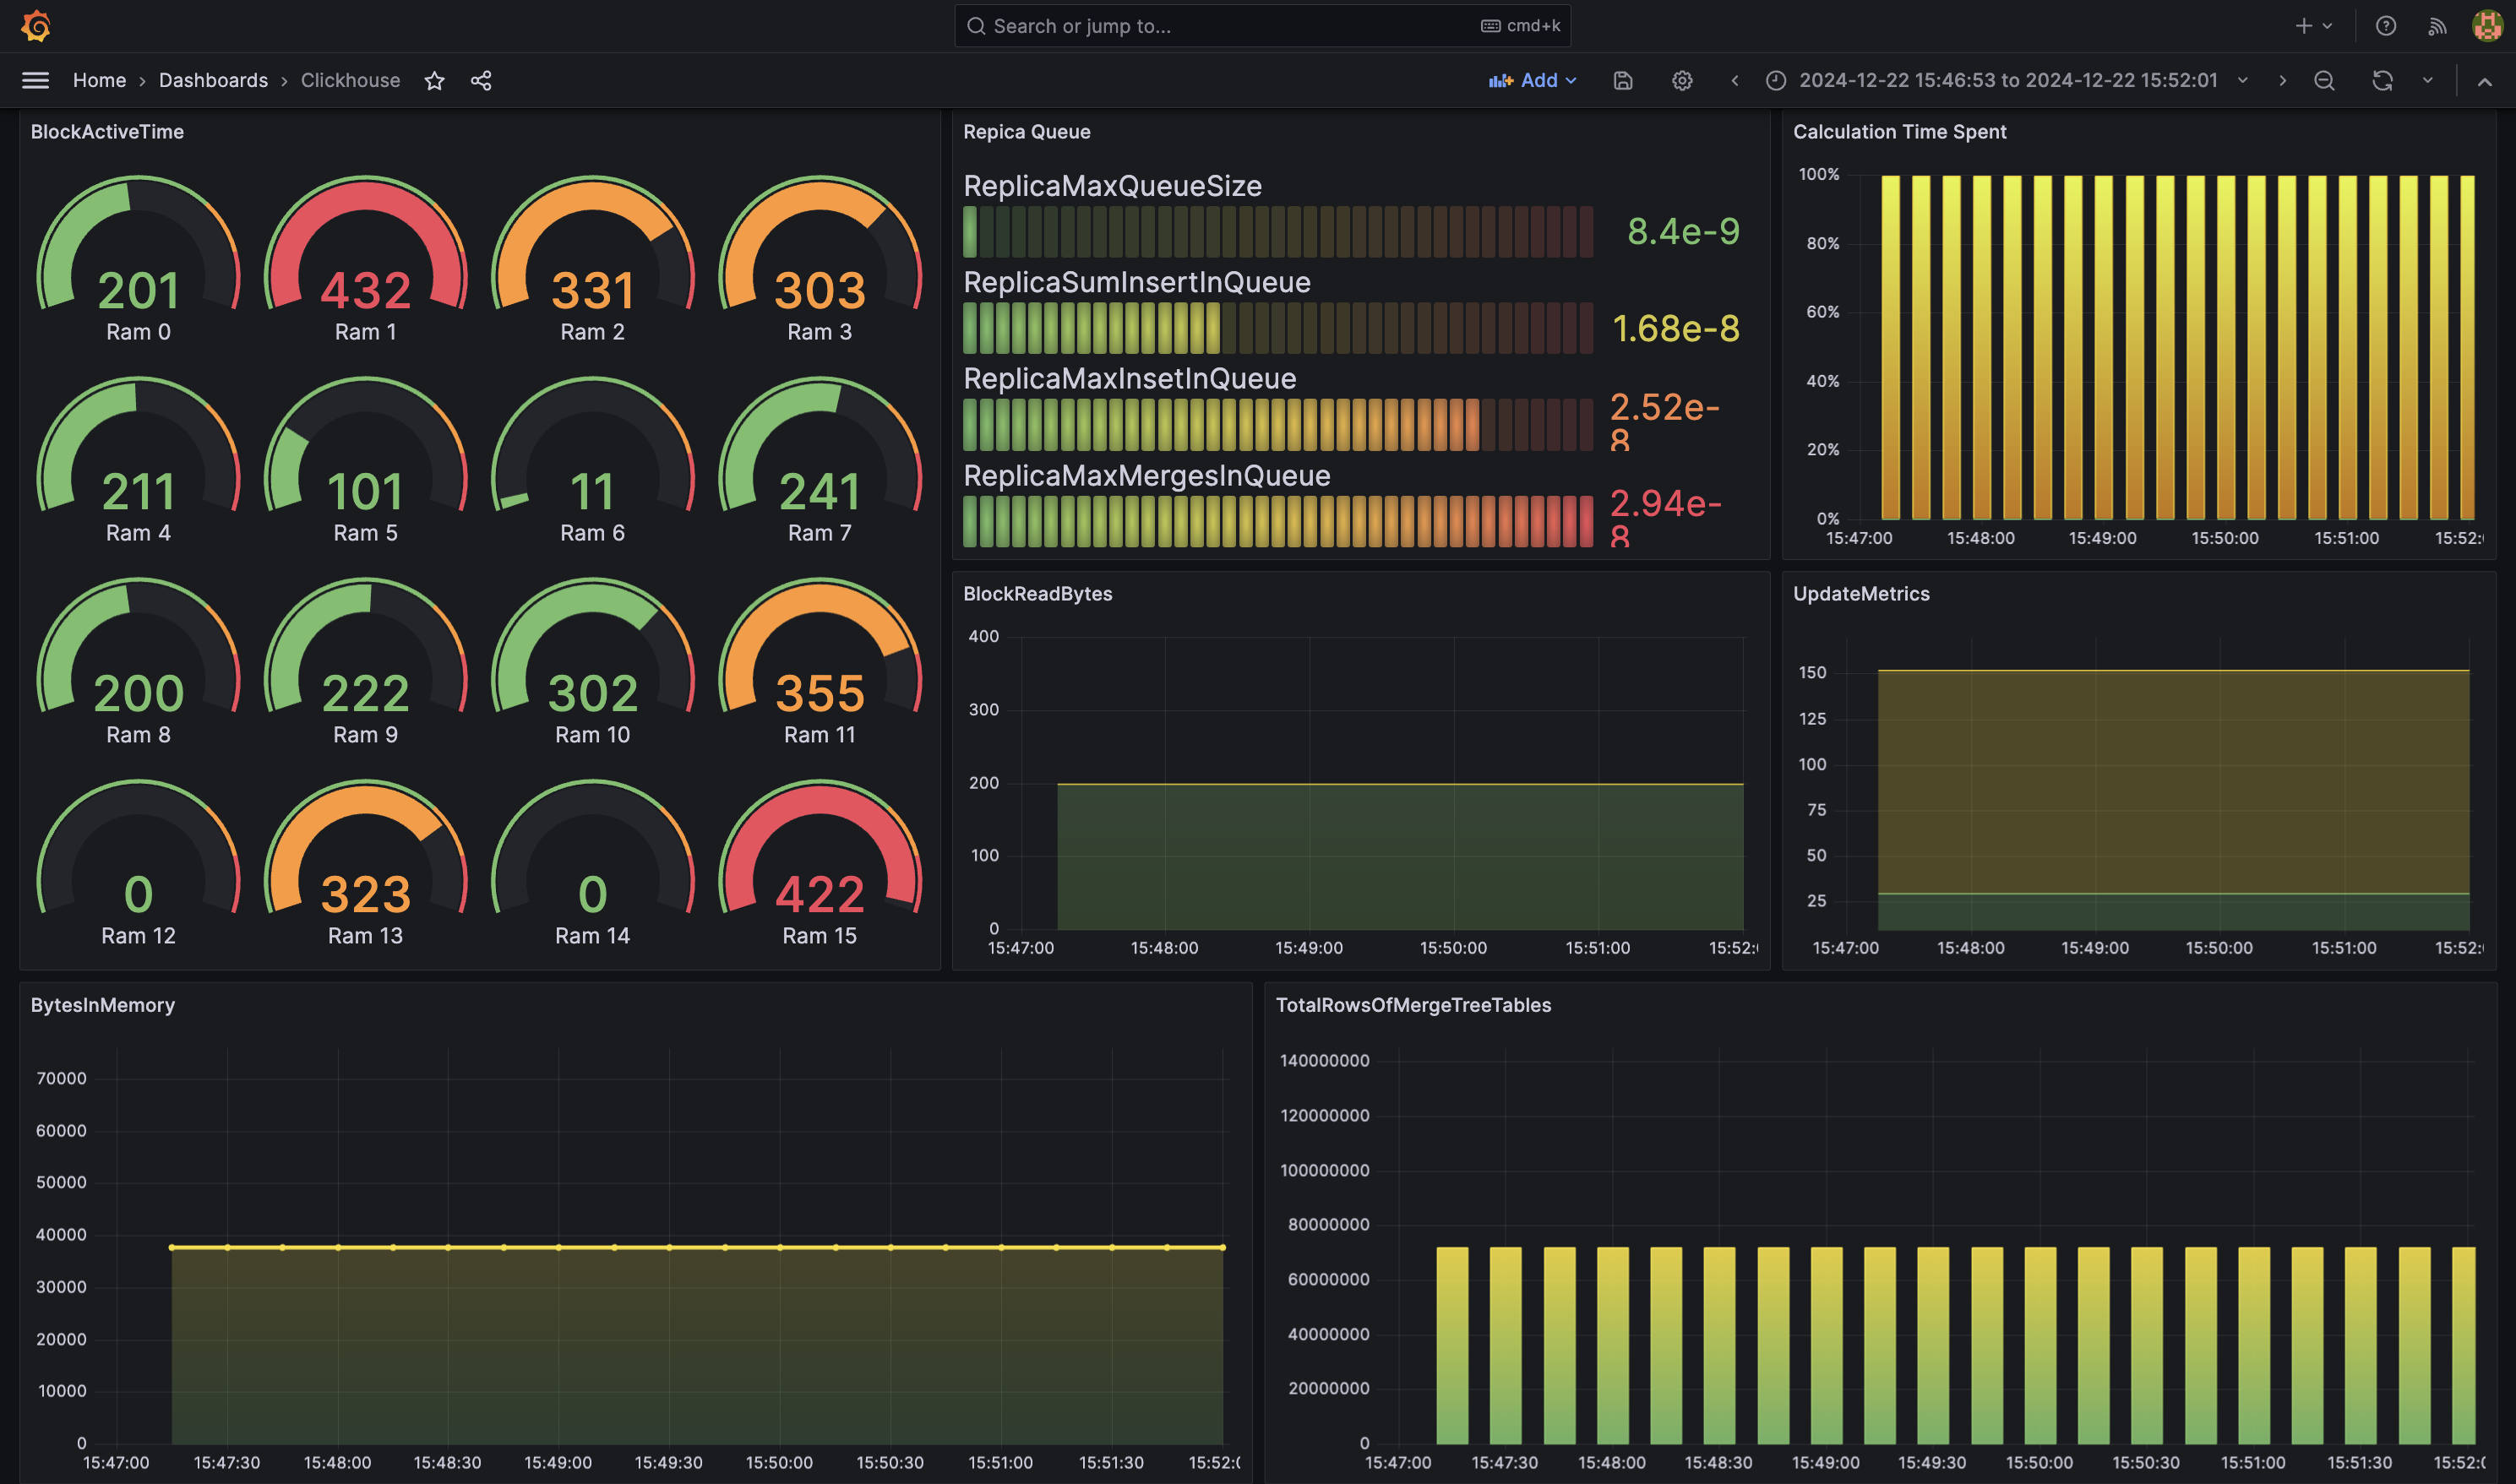 Search or jump to...
cmd+k
Home › Dashboards › Clickhouse
Add
2024-12-22 15:46:53 to 2024-12-22 15:52:01
BlockActiveTime
201
432
331
303
Ram 0
Ram 1
Ram 2
Ram 3
211
101
11
241
Ram 4
Ram 5
Ram 6
Ram 7
200
222
302
355
Ram 8
Ram 9
Ram 10
Ram 11
0
323
0
422
Ram 12
Ram 13
Ram 14
Ram 15
Repica Queue
ReplicaMaxQueueSize
8.4e-9
ReplicaSumInsertInQueue
1.68e-8
ReplicaMaxInsetInQueue
2.52e-
8
ReplicaMaxMergesInQueue
2.94e-
8
Calculation Time Spent
100%
80%
60%
40%
20%
0%
15:47:00
15:48:00
15:49:00
15:50:00
15:51:00
15:52:
BlockReadBytes
400
300
200
100
0
15:47:00
15:48:00
15:49:00
15:50:00
15:51:00
15:52:
UpdateMetrics
150
125
100
75
50
25
15:47:00
15:48:00
15:49:00
15:50:00
15:51:00
15:52:
BytesInMemory
70000
60000
50000
40000
30000
20000
10000
0
15:47:00
15:47:30
15:48:00
15:48:30
15:49:00
15:49:30
15:50:00
15:50:30
15:51:00
15:51:30
15:52:
TotalRowsOfMergeTreeTables
140000000
120000000
100000000
80000000
60000000
40000000
20000000
0
15:47:00
15:47:30
15:48:00
15:48:30
15:49:00
15:49:30
15:50:00
15:50:30
15:51:00
15:51:30
15:52:0